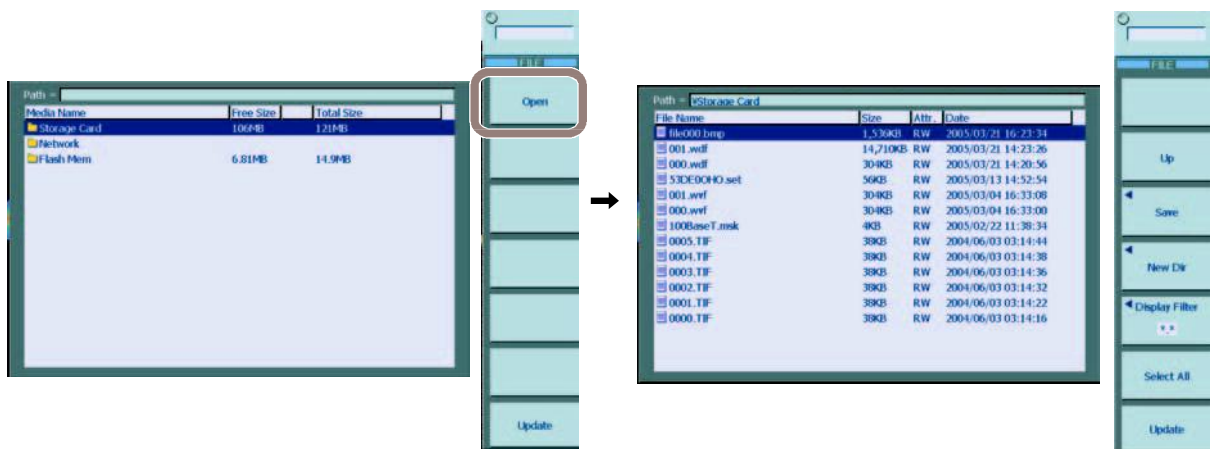 FILE
Path =
Open
Media Name Free Size Total Size
Storage Card 106MB 121MB
Network
Flash Mem 6.81MB 14.9MB
Update
→
FILE
Path = ¥Storage Card
File Name Size Attr. Date
file000.bmp 1,536KB RW 2005/03/21 16:23:34
001.wdf 14,710KB RW 2005/03/21 14:23:26
000.wdf 304KB RW 2005/03/21 14:20:56
53DE00HO.set 56KB RW 2005/03/13 14:52:54
001.wvf 304KB RW 2005/03/04 16:33:08
000.wvf 304KB RW 2005/03/04 16:33:00
100BaseT.msk 4KB RW 2005/02/22 11:38:34
0005.TIF 38KB RW 2004/06/03 03:14:44
0004.TIF 38KB RW 2004/06/03 03:14:38
0003.TIF 38KB RW 2004/06/03 03:14:36
0002.TIF 38KB RW 2004/06/03 03:14:32
0001.TIF 38KB RW 2004/06/03 03:14:22
0000.TIF 38KB RW 2004/06/03 03:14:16
Up
Save
New Dir
Display Filter
*.*
Select All
Update